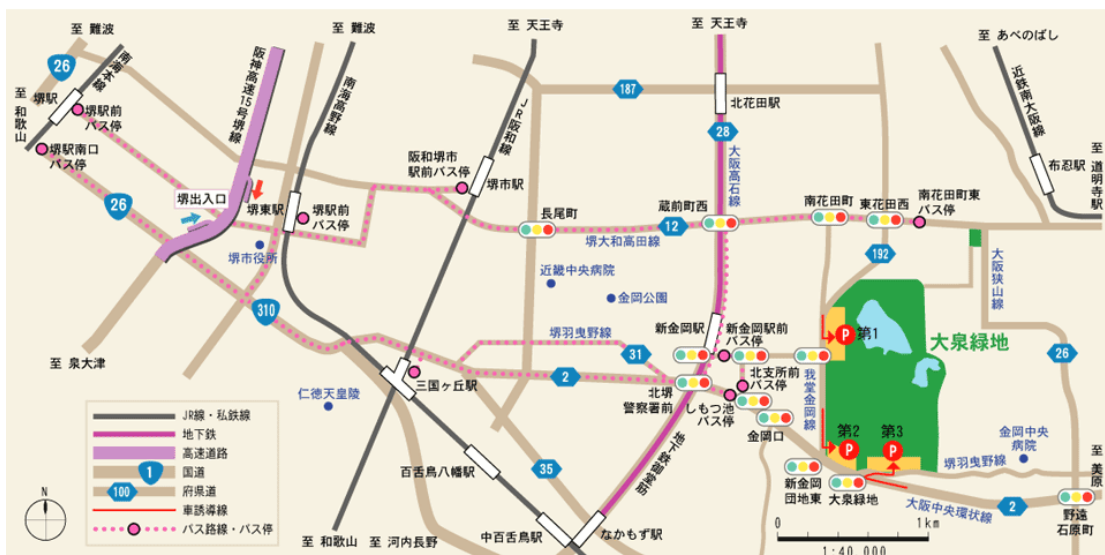 至 難波
至 難波
至 天王寺
至 天王寺
至 あべのばし
26
南海本線
堺駅
阪神高速15号堺線
南海高野線
JR阪和線
187
北花田駅
近鉄南大阪線
至 和歌山
堺駅前
バス停
28
大阪高石線
布忍駅
至 道明寺駅
堺駅南口
バス停
阪和堺市
駅前バス停
堺市駅
堺出入口
26
堺東駅
堺駅前
バス停
長尾町
蔵前町西
南花田町
東花田西
南花田町東
バス停
12
堺大和高田線
堺市役所
192
大阪狭山線
近畿中央病院
金岡公園
310
堺羽曳野線
新金岡駅
新金岡駅前
バス停
P
第1
大泉緑地
至 泉大津
31
26
2
三国ヶ丘駅
北堺
警察署前
北支所前
バス停
しもつ池
バス停
我堂金岡線
仁徳天皇陵
金岡口
第2
第3
P
P
金岡中央
病院
JR線・私鉄線
地下鉄
高速道路
1
国道
100
府県道
車誘導線
バス路線・バス停
地下鉄御堂筋
百舌鳥八幡駅
35
堺羽曳野線
至 美原
新金岡
団地東
大泉緑地
大阪中央環状線
2
野遠
石原町
N
中百舌鳥駅
なかもず駅
至 和歌山
至 河内長野
0
1km
1:40,000